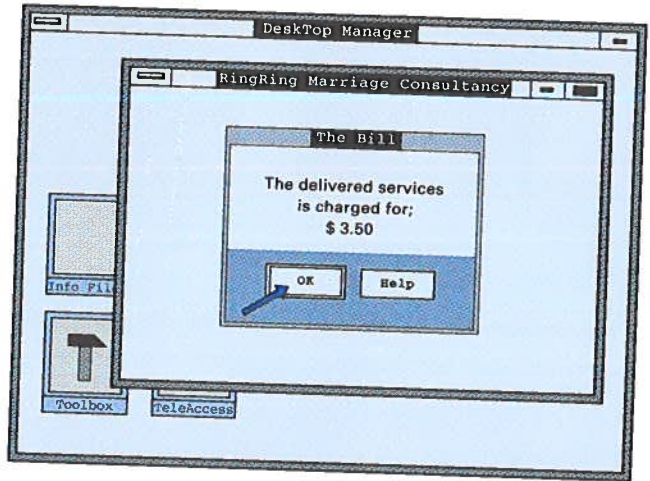 DeskTop Manager
RingRing Marriage Consultancy
The Bill
The delivered services
is charged for;
$ 3.50
OK
Help
Info Fil
Toolbox
TeleAccess